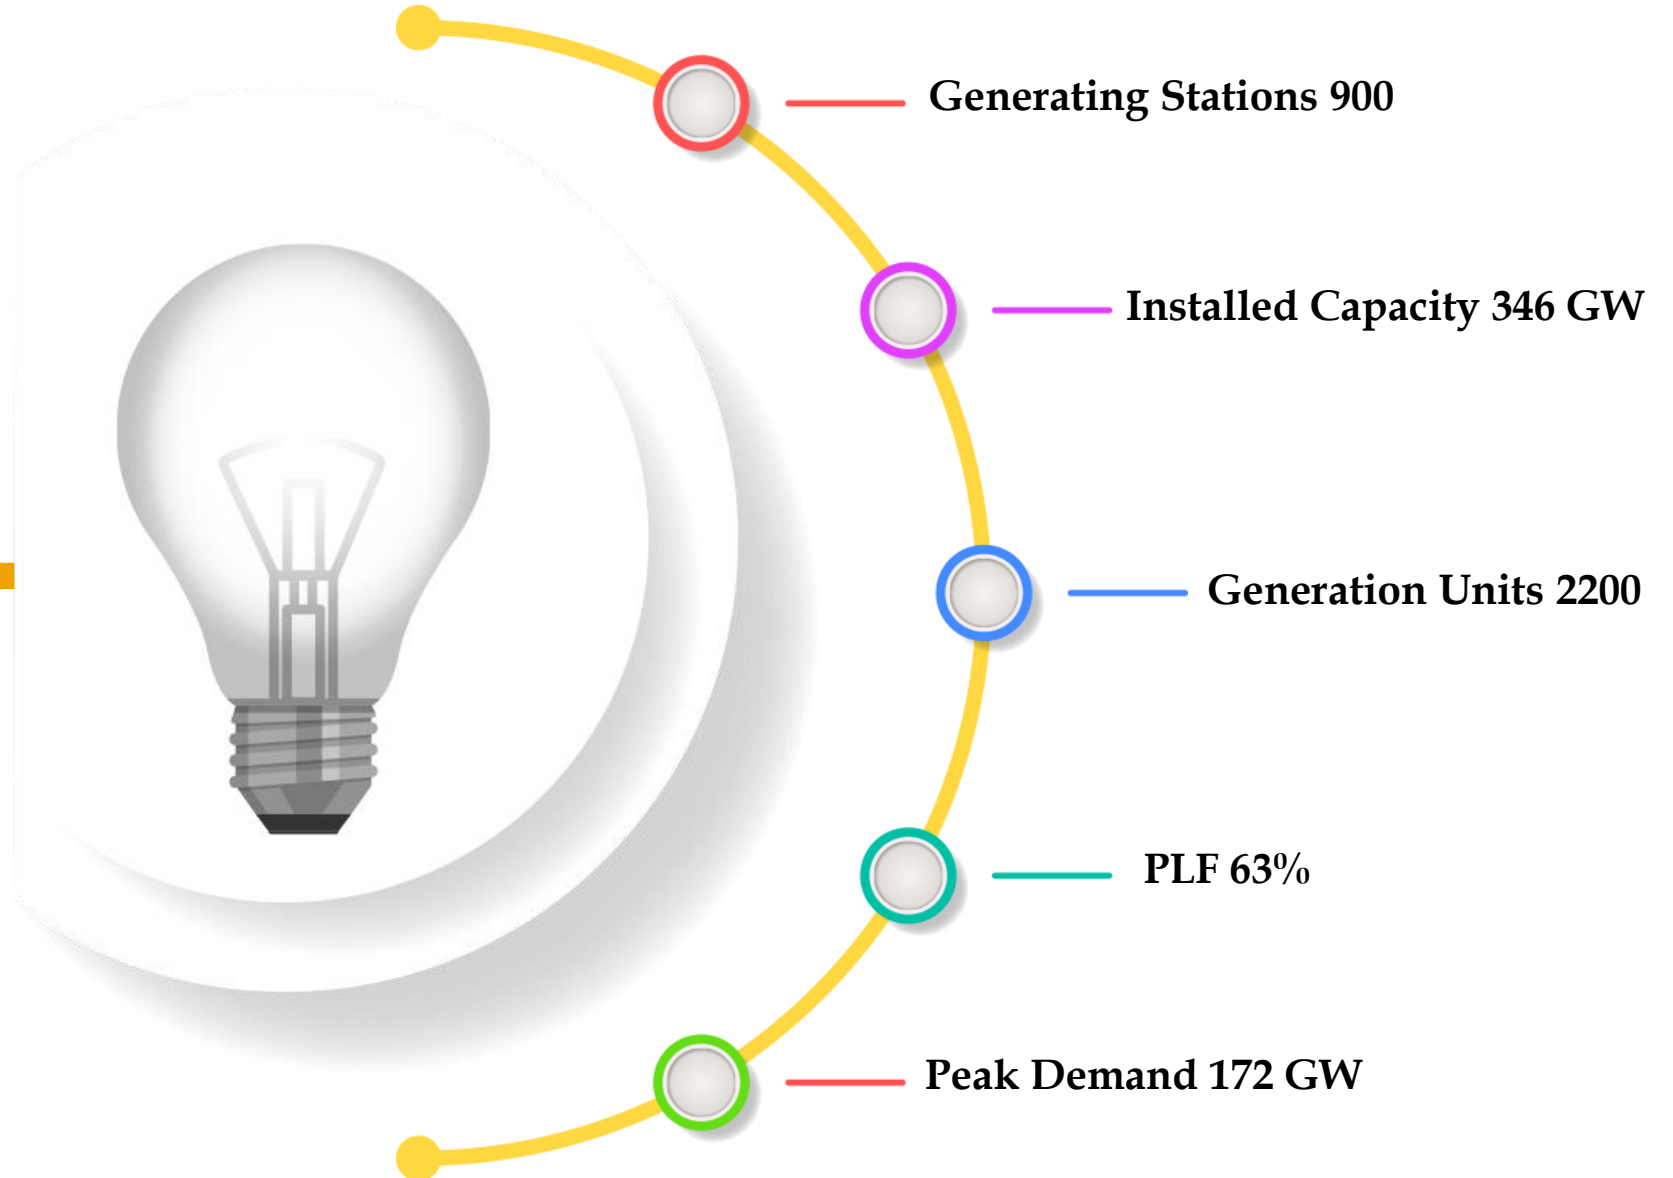 Generating Stations 900
Installed Capacity 346 GW
Generation Units 2200
PLF 63%
Peak Demand 172 GW